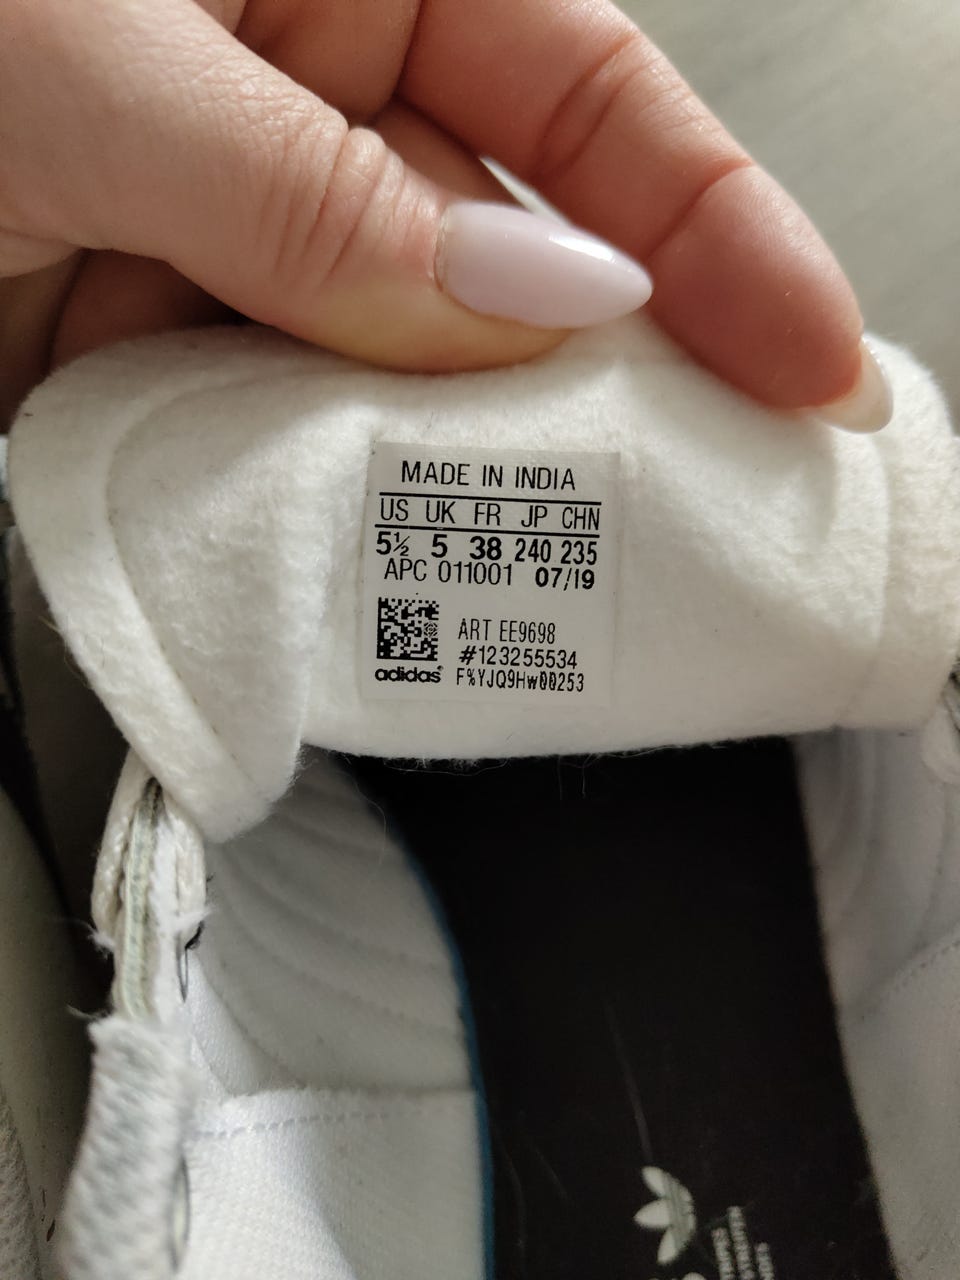 MADE IN INDIA
US UK FR JP CHN
5½ 5 38 240 235
APC 011001 07/19
ART EE9698
#123255534
adidas® F%YJQ9Hw00253